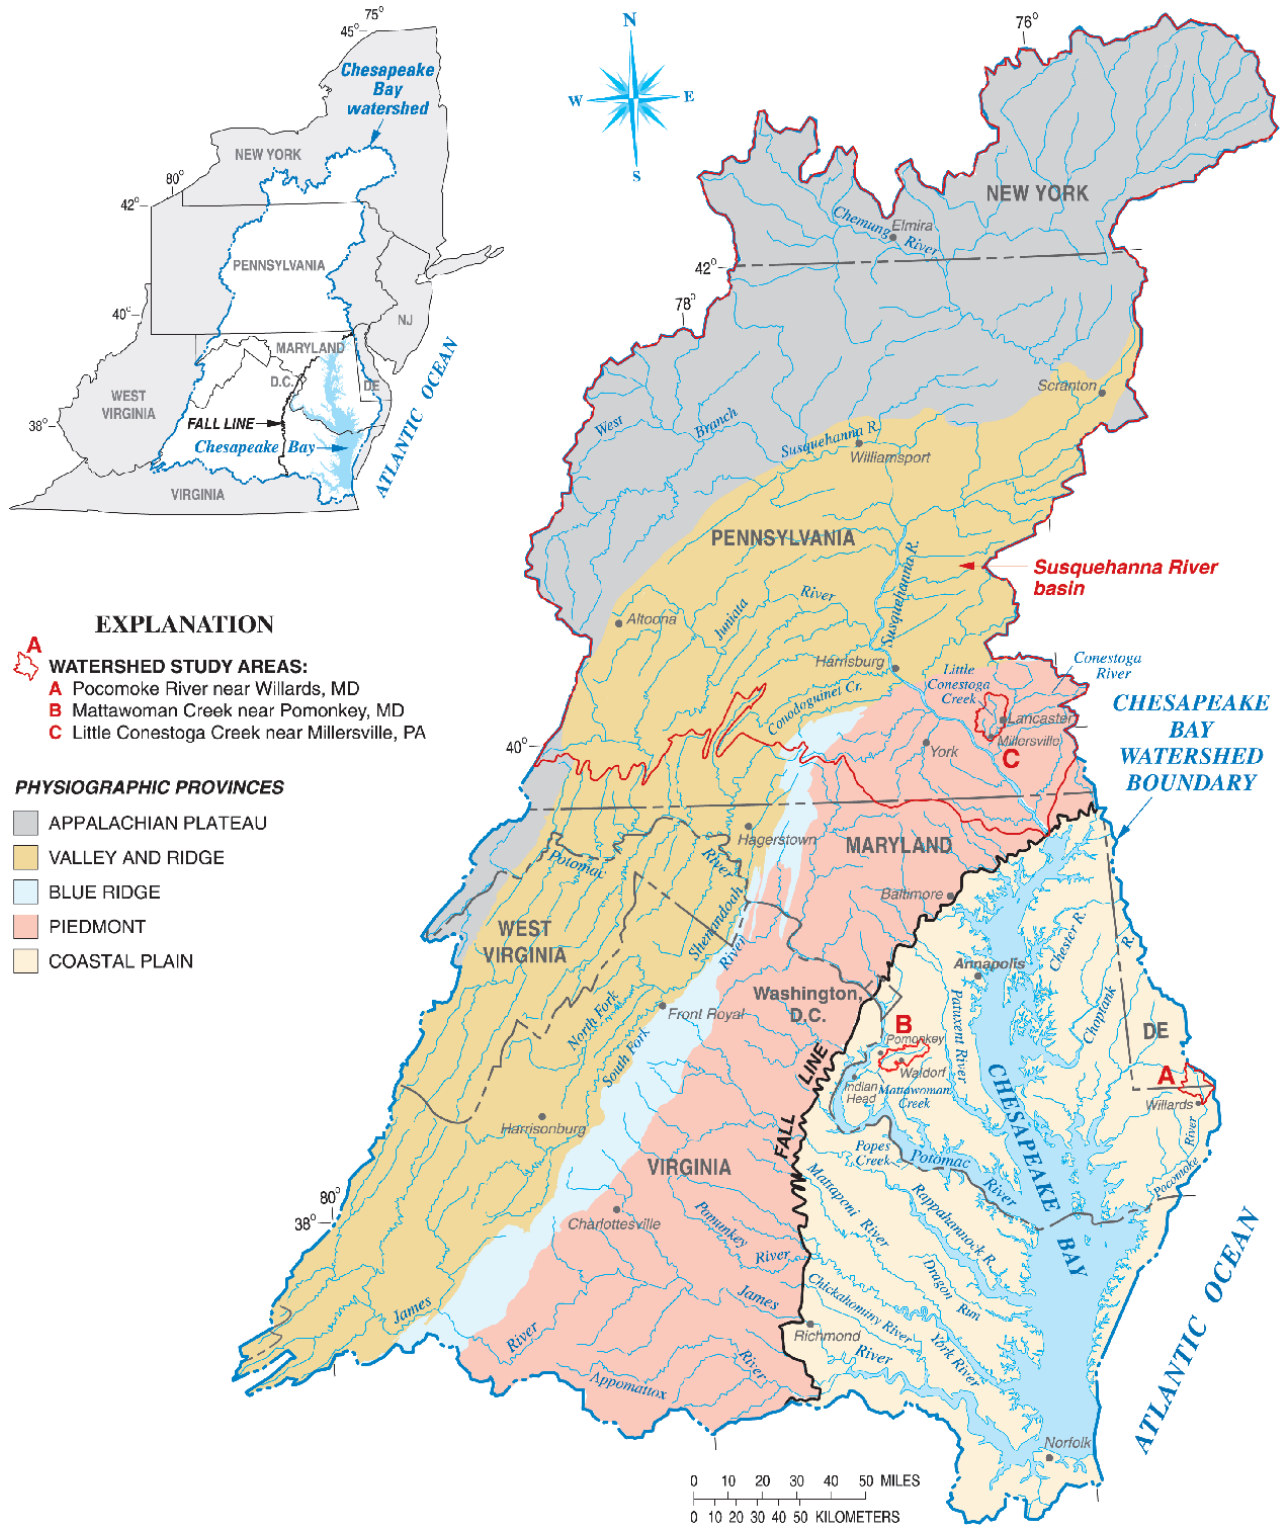 75°
45°
Chesapeake
Bay
watershed
NEW YORK
80°
42°
PENNSYLVANIA
40°
NJ
MARYLAND
D.C.
DE
WEST
VIRGINIA
FALL LINE
38°
Chesapeake Bay
VIRGINIA
ATLANTIC OCEAN
N
W
E
S
76°
NEW YORK
Chemung
River
Elmira
42°
78°
Scranton
West
Branch
Susquehanna R.
Williamsport
PENNSYLVANIA
Susquehanna R.
Susquehanna River
basin
Juniata
River
Altoona
Harrisburg
Little
Conestoga
Creek
Conestoga
River
Conodoguinet Cr.
Lancaster
Millersville
York
C
40°
CHESAPEAKE
BAY
WATERSHED
BOUNDARY
EXPLANATION
A
WATERSHED STUDY AREAS:
A Pocomoke River near Willards, MD
B Mattawoman Creek near Pomonkey, MD
C Little Conestoga Creek near Millersville, PA
PHYSIOGRAPHIC PROVINCES
APPALACHIAN PLATEAU
VALLEY AND RIDGE
BLUE RIDGE
PIEDMONT
COASTAL PLAIN
Hagerstown
MARYLAND
Potomac
River
Baltimore
WEST
VIRGINIA
Shenandoah
River
Chester R.
Annapolis
Washington,
D.C.
Front Royal
North Fork
South Fork
Patuxent River
Choptank
R.
DE
B
Pomonkey
Waldorf
Indian
Head
Mattawoman
Creek
A
Willards
River
Pocomoke
CHESAPEAKE
BAY
FALL LINE
Harrisonburg
Popes
Creek
Potomac
River
VIRGINIA
Mattaponi River
Rappahannock R.
80°
38°
Charlottesville
Pamunkey
River
Dragon
Run
James
River
James
River
Chickahominy River
York River
Richmond
Appomattox
River
Norfolk
ATLANTIC OCEAN
0 10 20 30 40 50 MILES
0 10 20 30 40 50 KILOMETERS